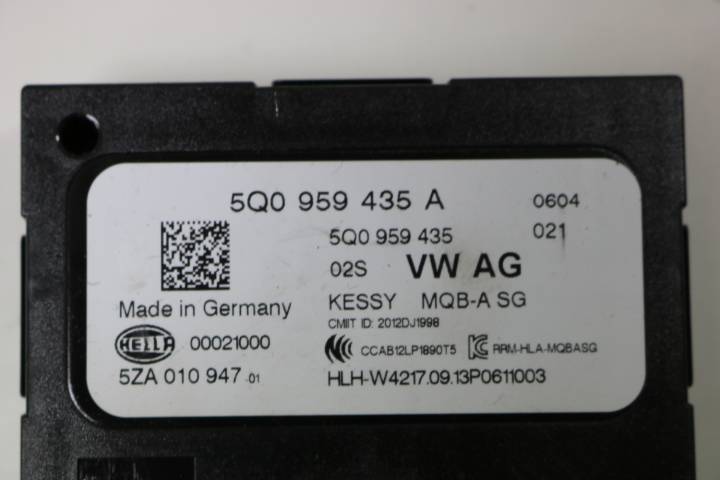 5Q0 959 435 A 0604
5Q0 959 435 021
02S VW AG
Made in Germany KESSY MQB-A SG
CMIIT ID: 2012DJ1998
HELLA 00021000 CCAB12LP1890T5 RRM-HLA-MQBASG
5ZA 010 947 01 HLH-W4217.09.13P0611003